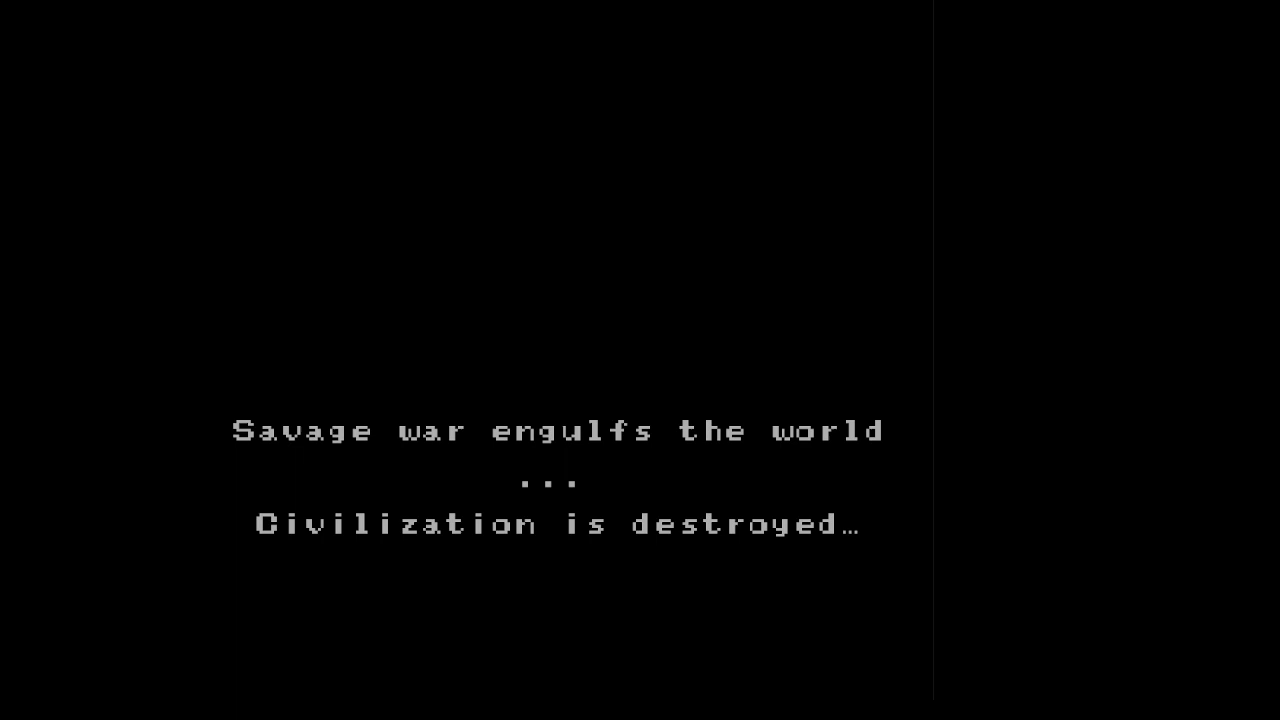 Savage war engulfs the world
...
Civilization is destroyed…